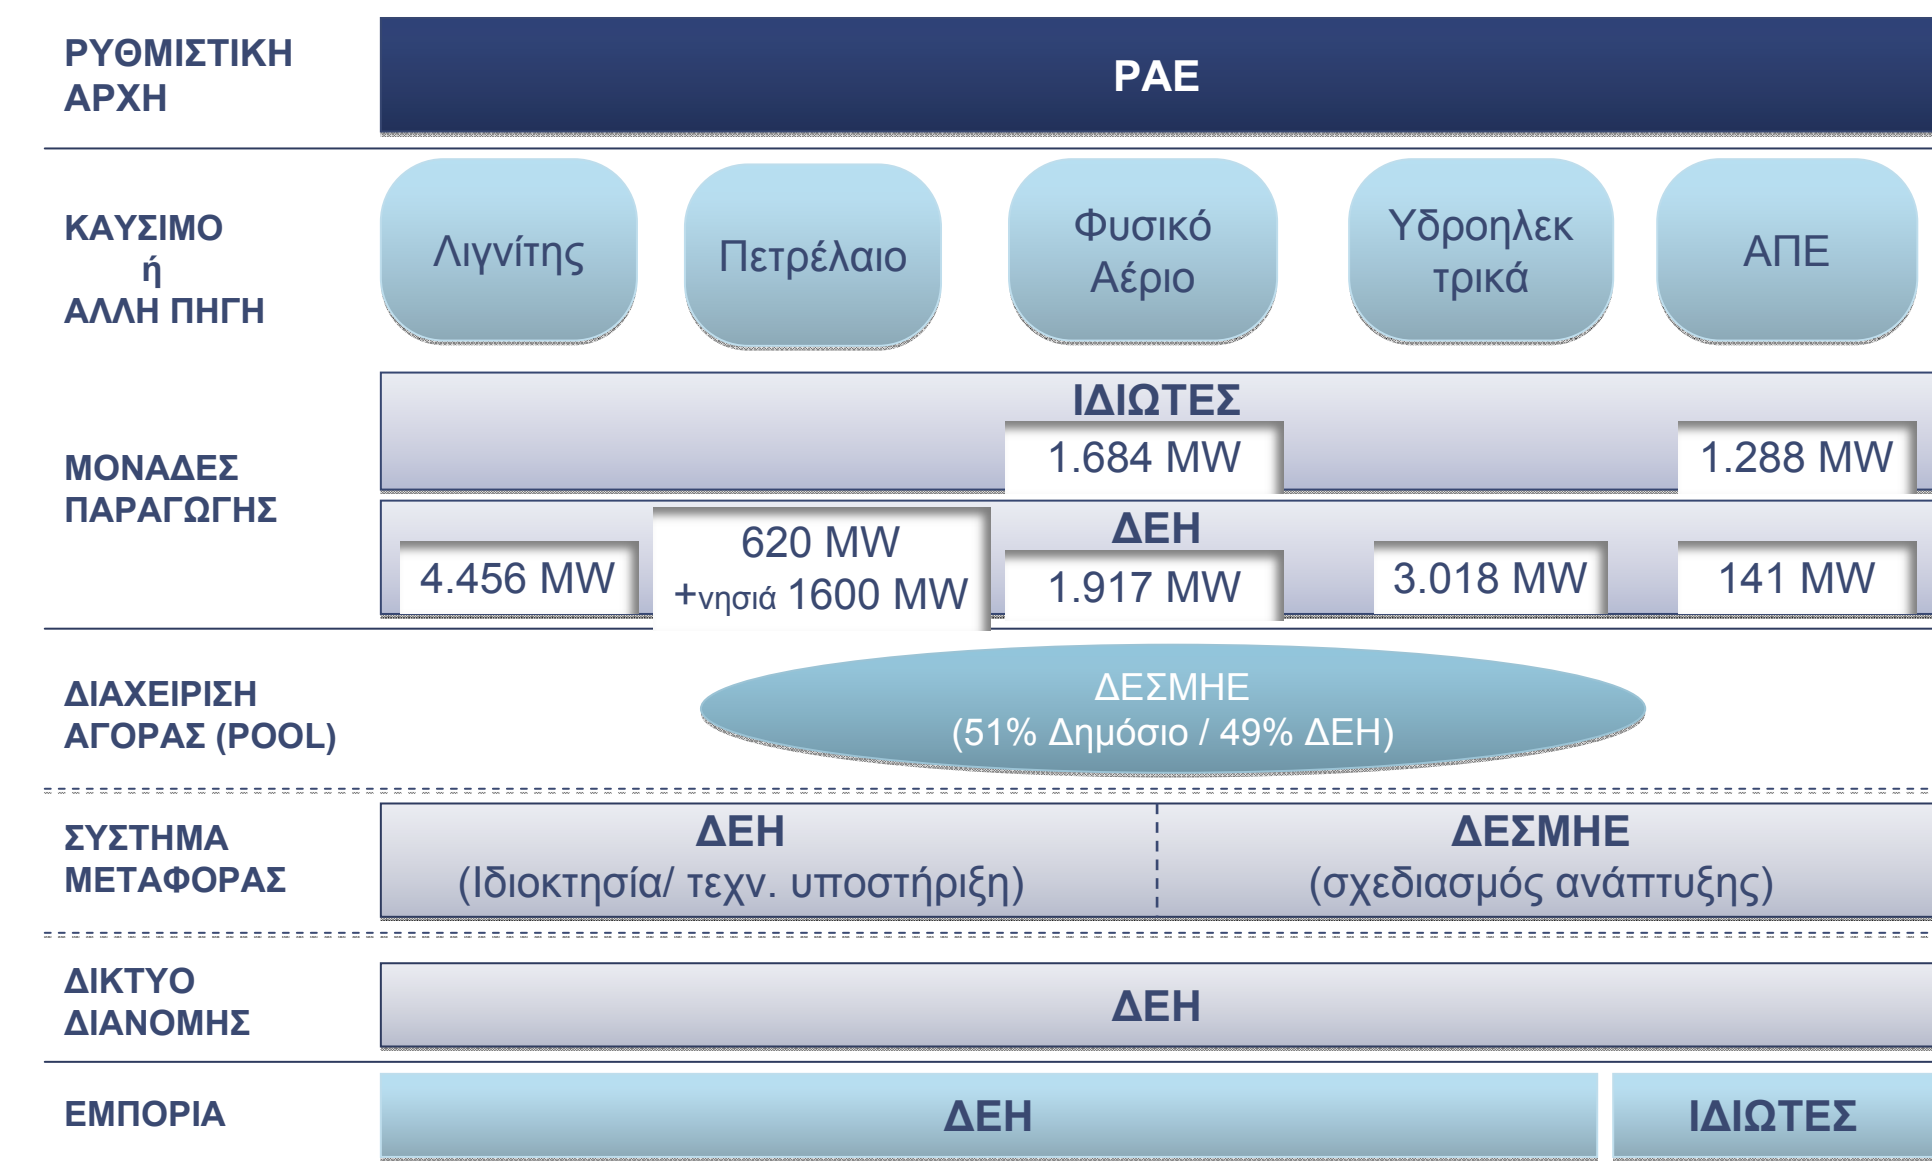 ΡΥΘΜΙΣΤΙΚΗ
ΑΡΧΗ
ΡΑΕ
ΚΑΥΣΙΜΟ
ή
ΑΛΛΗ ΠΗΓΗ
Λιγνίτης
Πετρέλαιο
Φυσικό
Αέριο
Υδροηλεκ
τρικά
ΑΠΕ
ΜΟΝΑΔΕΣ
ΠΑΡΑΓΩΓΗΣ
ΙΔΙΩΤΕΣ
1.684 MW
1.288 MW
ΔΕΗ
4.456 MW
620 MW
+νησιά 1600 MW
1.917 MW
3.018 MW
141 MW
ΔΙΑΧΕΙΡΙΣΗ
ΑΓΟΡΑΣ (POOL)
ΔΕΣΜΗΕ
(51% Δημόσιο / 49% ΔΕΗ)
ΣΥΣΤΗΜΑ
ΜΕΤΑΦΟΡΑΣ
ΔΕΗ
(Ιδιοκτησία/ τεχν. υποστήριξη)
ΔΕΣΜΗΕ
(σχεδιασμός ανάπτυξης)
ΔΙΚΤΥΟ
ΔΙΑΝΟΜΗΣ
ΔΕΗ
ΕΜΠΟΡΙΑ
ΔΕΗ
ΙΔΙΩΤΕΣ